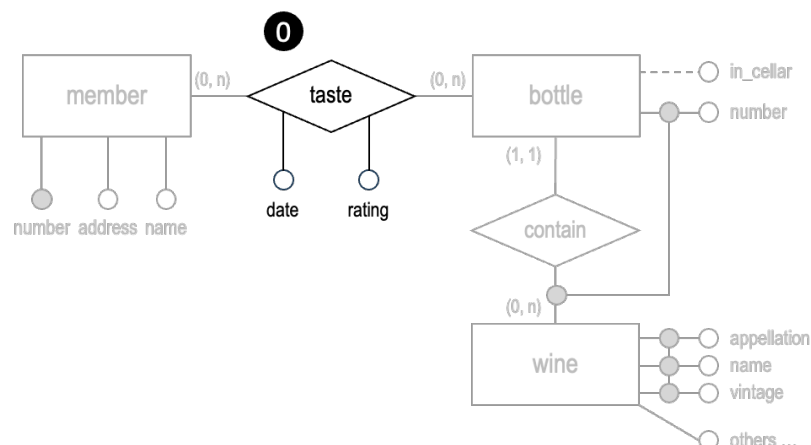 0
member
(0, n)
taste
(0, n)
bottle
in_cellar
number
(1, 1)
number address name
date
rating
contain
(0, n)
wine
appellation
name
vintage
others ...